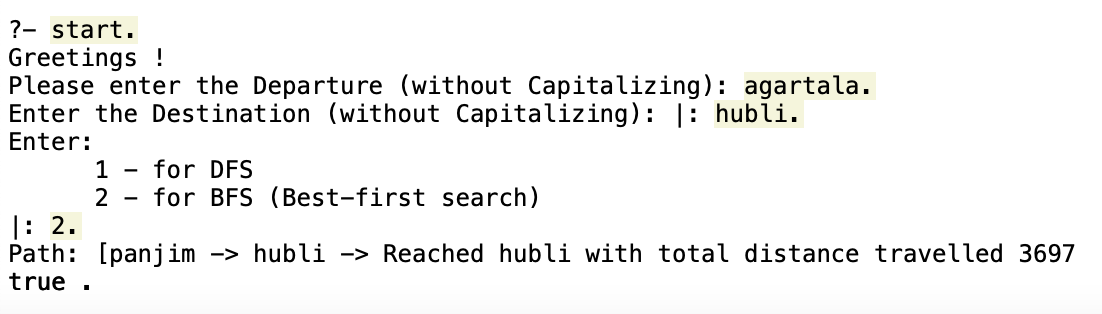 ?- start.
Greetings !
Please enter the Departure (without Capitalizing): agartala.
Enter the Destination (without Capitalizing): |: hubli.
Enter:
      1 - for DFS
      2 - for BFS (Best-first search)
|: 2.
Path: [panjim -> hubli -> Reached hubli with total distance travelled 3697
true .